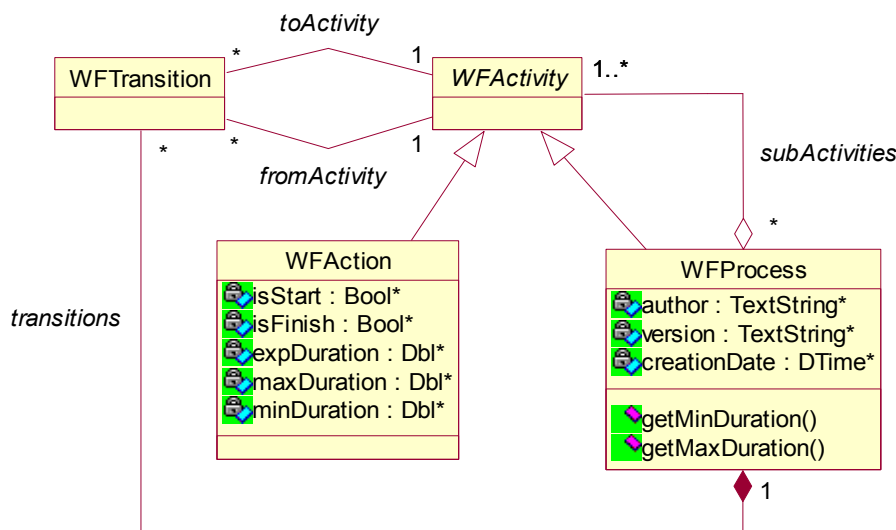 toActivity
* 1
WFTransition
WFActivity
1..*
* 1
*
fromActivity
subActivities
*
WFAction
isStart : Bool*
isFinish : Bool*
expDuration : Dbl*
maxDuration : Dbl*
minDuration : Dbl*
WFProcess
author : TextString*
version : TextString*
creationDate : DTime*
getMinDuration()
getMaxDuration()
transitions
1